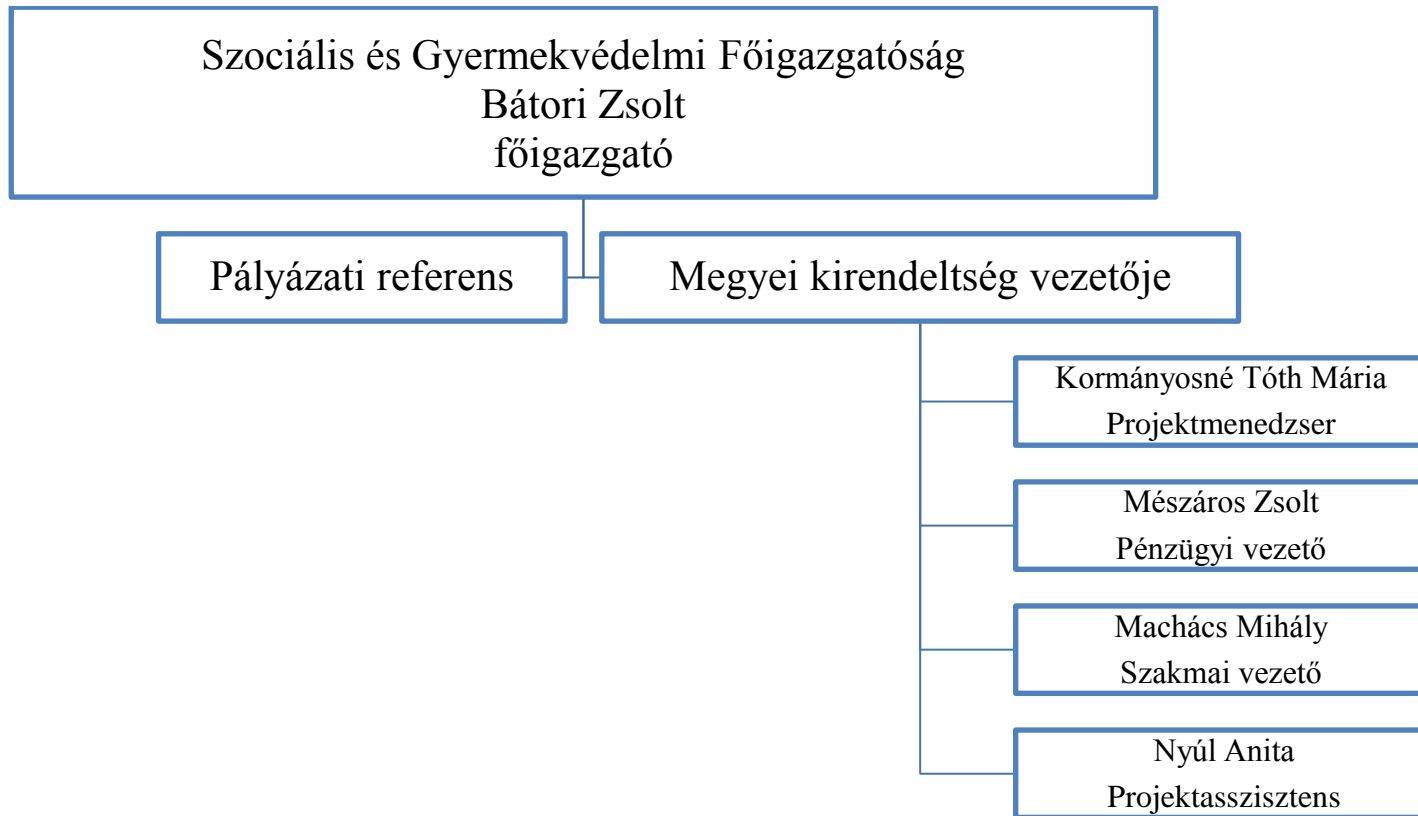 Szociális és Gyermekvédelmi Főigazgatóság
Bátori Zsolt
főigazgató
Pályázati referens
Megyei kirendeltség vezetője
Kormányosné Tóth Mária
Projektmenedzser
Mészáros Zsolt
Pénzügyi vezető
Machács Mihály
Szakmai vezető
Nyúl Anita
Projektasszisztens